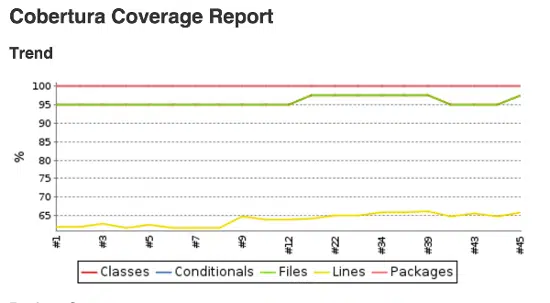 Cobertura Coverage Report
Trend
100
95
90
85
80
75
70
65
%
#1 #3 #5 #7 #9 #12 #22 #34 #39 #43 #45
Classes Conditionals Files Lines Packages